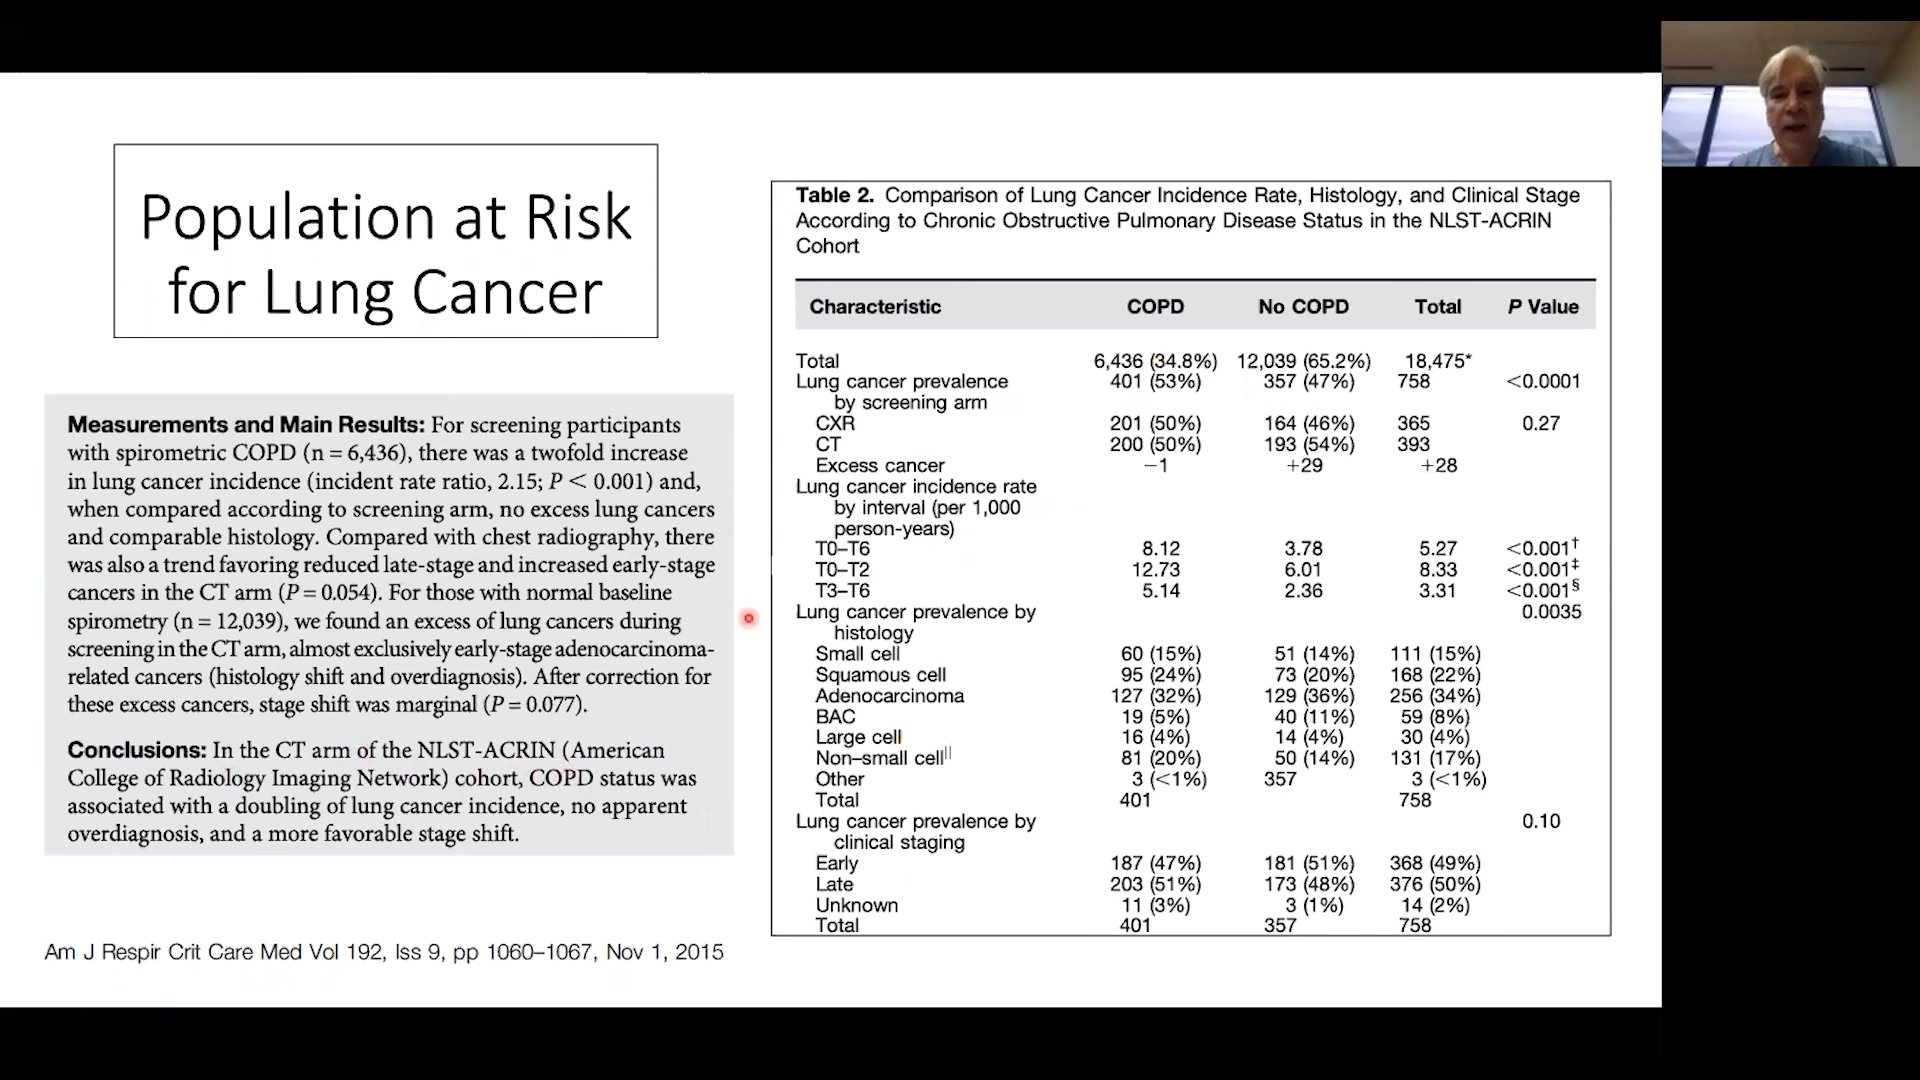 Population at Risk
for Lung Cancer
Measurements and Main Results: For screening participants
with spirometric COPD (n = 6,436), there was a twofold increase
in lung cancer incidence (incident rate ratio, 2.15; P < 0.001) and,
when compared according to screening arm, no excess lung cancers
and comparable histology. Compared with chest radiography, there
was also a trend favoring reduced late-stage and increased early-stage
cancers in the CT arm (P = 0.054). For those with normal baseline
spirometry (n = 12,039), we found an excess of lung cancers during
screening in the CT arm, almost exclusively early-stage adenocarcinoma-
related cancers (histology shift and overdiagnosis). After correction for
these excess cancers, stage shift was marginal (P = 0.077).
Conclusions: In the CT arm of the NLST-ACRIN (American
College of Radiology Imaging Network) cohort, COPD status was
associated with a doubling of lung cancer incidence, no apparent
overdiagnosis, and a more favorable stage shift.
Am J Respir Crit Care Med Vol 192, Iss 9, pp 1060–1067, Nov 1, 2015
Table 2. Comparison of Lung Cancer Incidence Rate, Histology, and Clinical Stage
According to Chronic Obstructive Pulmonary Disease Status in the NLST-ACRIN
Cohort
Characteristic COPD No COPD Total P Value
Total 6,436 (34.8%) 12,039 (65.2%) 18,475*
Lung cancer prevalence 401 (53%) 357 (47%) 758 <0.0001
by screening arm
CXR 201 (50%) 164 (46%) 365 0.27
CT 200 (50%) 193 (54%) 393
Excess cancer −1 +29 +28
Lung cancer incidence rate
by interval (per 1,000
person-years)
T0–T6 8.12 3.78 5.27 <0.001†
T0–T2 12.73 6.01 8.33 <0.001‡
T3–T6 5.14 2.36 3.31 <0.001§
Lung cancer prevalence by 0.0035
histology
Small cell 60 (15%) 51 (14%) 111 (15%)
Squamous cell 95 (24%) 73 (20%) 168 (22%)
Adenocarcinoma 127 (32%) 129 (36%) 256 (34%)
BAC 19 (5%) 40 (11%) 59 (8%)
Large cell 16 (4%) 14 (4%) 30 (4%)
Non–small cell|| 81 (20%) 50 (14%) 131 (17%)
Other 3 (<1%) 357 3 (<1%)
Total 401 758
Lung cancer prevalence by 0.10
clinical staging
Early 187 (47%) 181 (51%) 368 (49%)
Late 203 (51%) 173 (48%) 376 (50%)
Unknown 11 (3%) 3 (1%) 14 (2%)
Total 401 357 758